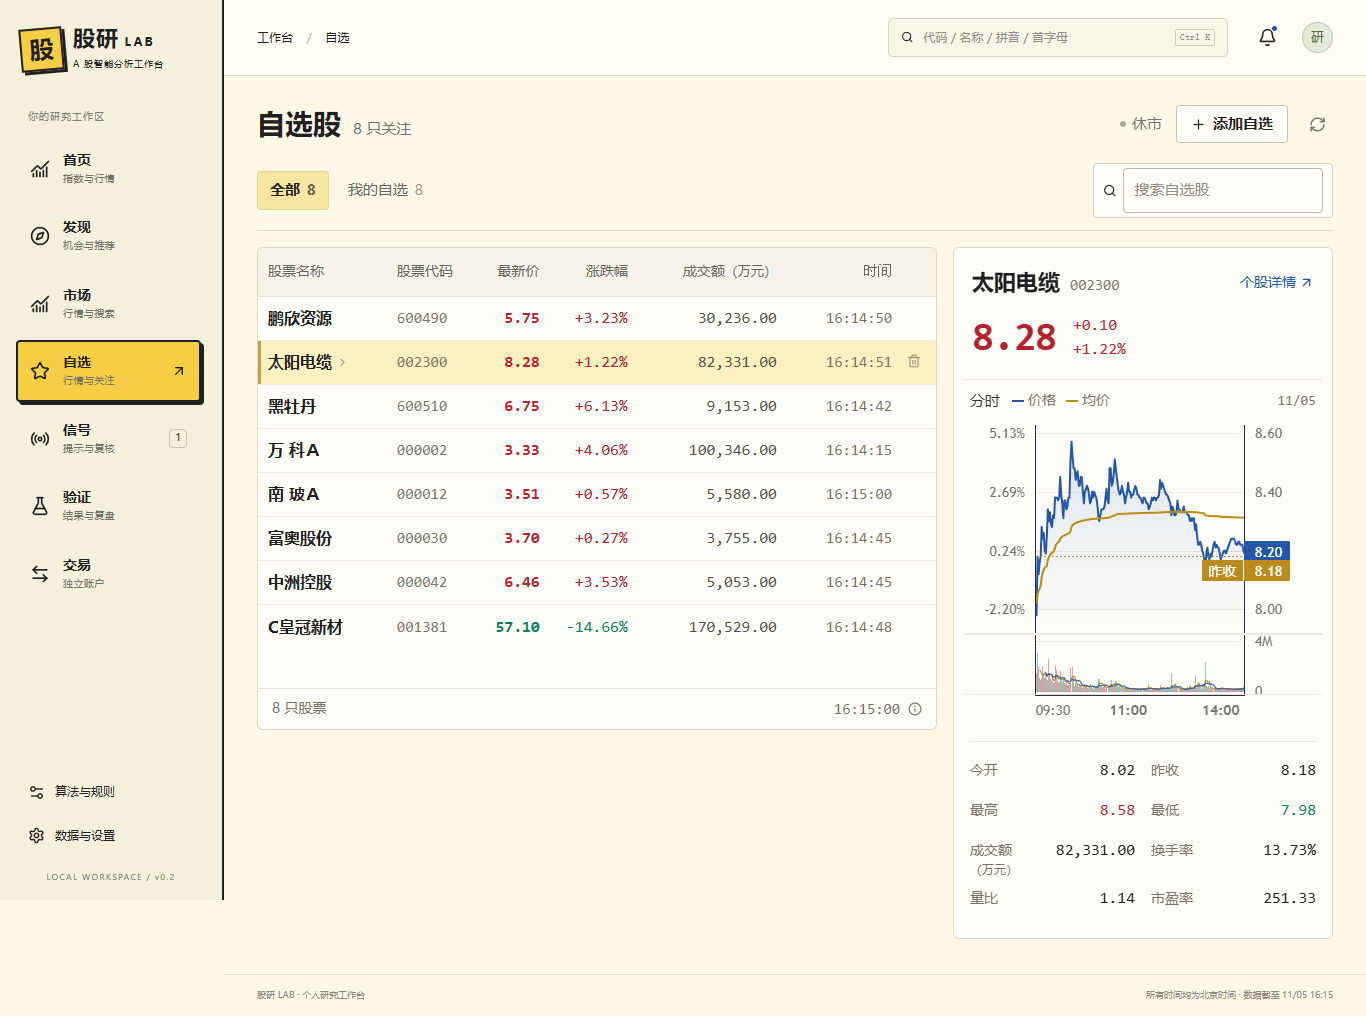 股
股研 LAB
A 股智能分析工作台
你的研究工作区
首页
指数与行情
发现
机会与推荐
市场
行情与搜索
自选
行情与关注
信号
提示与复核
1
验证
结果与复盘
交易
独立账户
算法与规则
数据与设置
LOCAL WORKSPACE / v0.2
工作台 / 自选
代码 / 名称 / 拼音 / 首字母 Ctrl K
研
自选股 8 只关注
休市
添加自选
全部 8
我的自选 8
搜索自选股
股票名称 股票代码 最新价 涨跌幅 成交额（万元） 时间
鹏欣资源 600490 5.75 +3.23% 30,236.00 16:14:50
太阳电缆 002300 8.28 +1.22% 82,331.00 16:14:51
黑牡丹 600510 6.75 +6.13% 9,153.00 16:14:42
万 科A 000002 3.33 +4.06% 100,346.00 16:14:15
南 玻A 000012 3.51 +0.57% 5,580.00 16:15:00
富奥股份 000030 3.70 +0.27% 3,755.00 16:14:45
中洲控股 000042 6.46 +3.53% 5,053.00 16:14:45
C皇冠新材 001381 57.10 -14.66% 170,529.00 16:14:48
8 只股票 16:15:00
太阳电缆 002300 个股详情
8.28
+0.10
+1.22%
分时 价格 均价 11/05
5.13% 8.60
2.69% 8.40
0.24% 8.20
昨收 8.18
-2.20% 8.00
4M
0
09:30 11:00 14:00
今开 8.02 昨收 8.18
最高 8.58 最低 7.98
成交额 82,331.00 换手率 13.73%
（万元）
量比 1.14 市盈率 251.33
股研 LAB · 个人研究工作台
所有时间均为北京时间 · 数据截至 11/05 16:15